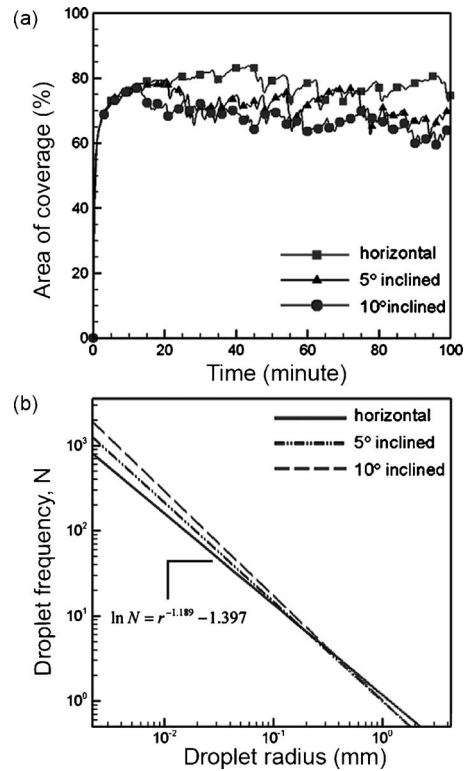 (a)
Area of coverage (%)
100
80
60
40
20
0
horizontal
5° inclined
10° inclined
0 20 40 60 80 100
Time (minute)
(b)
Droplet frequency, N
10³
10²
10¹
10⁰
horizontal
5° inclined
10° inclined
ln N = r⁻¹·¹⁸⁹ − 1.397
10⁻² 10⁻¹ 10⁰
Droplet radius (mm)